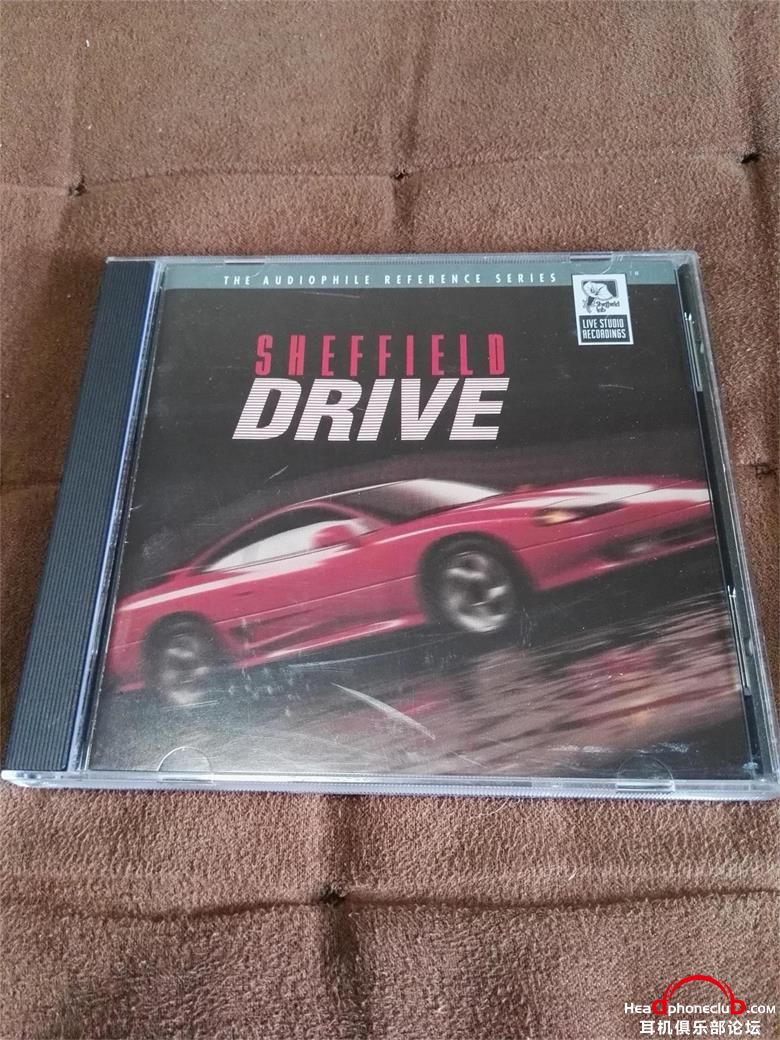 THE AUDIOPHILE REFERENCE SERIES
Sheffield
lab
LIVE STUDIO
RECORDINGS
SHEFFIELD
DRIVE
Headphoneclub.COM
耳机俱乐部论坛